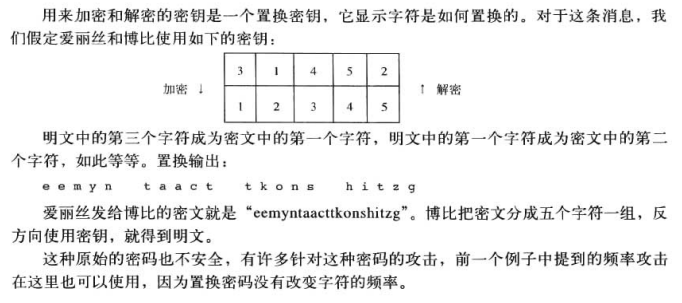 用来加密和解密的密钥是一个置换密钥，它显示字符是如何置换的。对于这条消息，我
们假定爱丽丝和博比使用如下的密钥：
3 1 4 5 2
加密 ↓ ↑ 解密
1 2 3 4 5
明文中的第三个字符成为密文中的第一个字符，明文中的第一个字符成为密文中的第二
个字符，如此等等。置换输出：
e e m y n t a a c t t k o n s h i t z g
爱丽丝发给博比的密文就是“eemyntaacttkonshitzg”。博比把密文分成五个字符一组，反
方向使用密钥，就得到明文。
这种原始的密码也不安全，有许多针对这种密码的攻击，前一个例子中提到的频率攻击
在这里也可以使用，因为置换密码没有改变字符的频率。